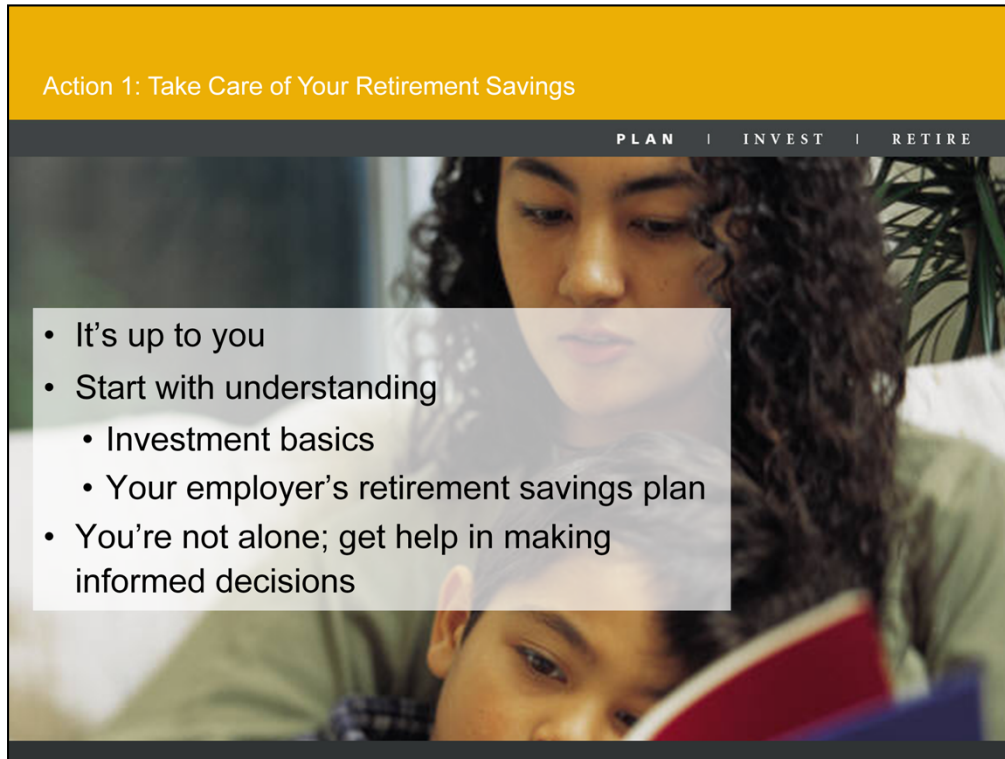 Action 1: Take Care of Your Retirement Savings
PLAN | INVEST | RETIRE
• It’s up to you
• Start with understanding
• Investment basics
• Your employer’s retirement savings plan
• You’re not alone; get help in making
informed decisions